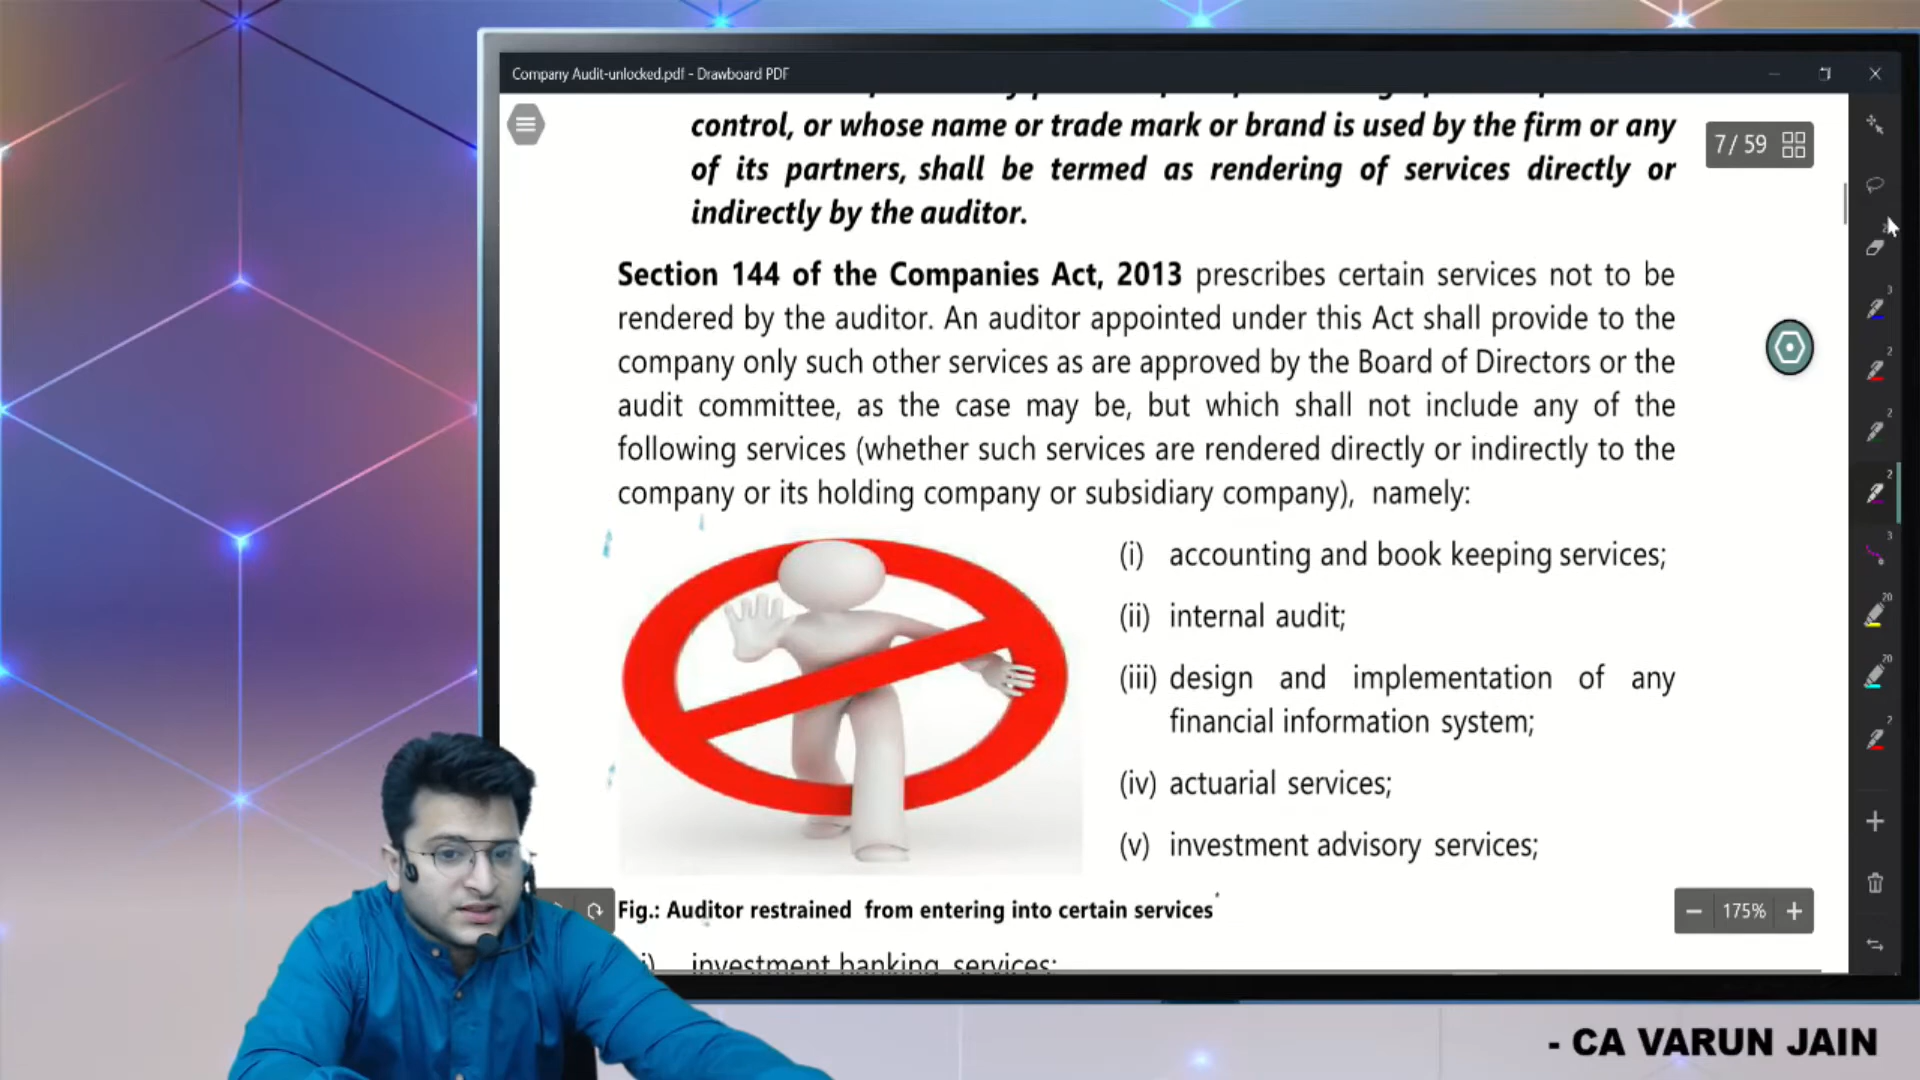 Company Audit-unlocked.pdf - Drawboard PDF
control, or whose name or trade mark or brand is used by the firm or any
of its partners, shall be termed as rendering of services directly or
indirectly by the auditor.
7 / 59
Section 144 of the Companies Act, 2013 prescribes certain services not to be
rendered by the auditor. An auditor appointed under this Act shall provide to the
company only such other services as are approved by the Board of Directors or the
audit committee, as the case may be, but which shall not include any of the
following services (whether such services are rendered directly or indirectly to the
company or its holding company or subsidiary company), namely:
(i) accounting and book keeping services;
(ii) internal audit;
(iii) design and implementation of any
financial information system;
(iv) actuarial services;
(v) investment advisory services;
Fig.: Auditor restrained from entering into certain services
investment banking services;
3
2
2
2
3
20
20
2
175%
- CA VARUN JAIN